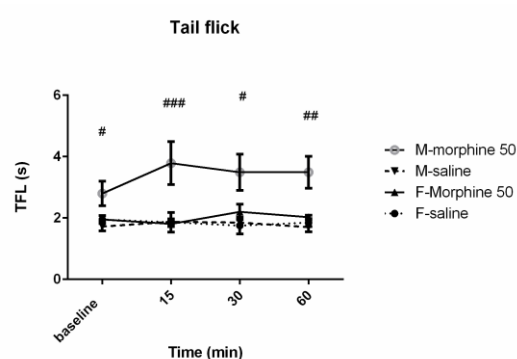 Tail flick
6
###
#
#
##
4
TFL (s)
2
0
baseline
15
30
60
Time (min)
M-morphine 50
M-saline
F-Morphine 50
F-saline